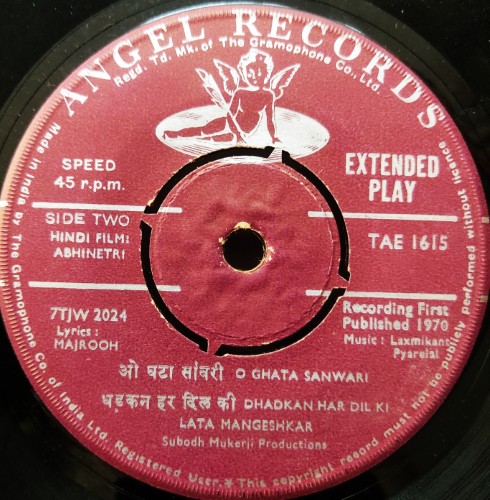 ANGEL RECORDS
Regd. Td. Mk. of The Gramophone Co. Ltd.
SPEED
45 r.p.m.
EXTENDED
PLAY
SIDE TWO
HINDI FILM:
ABHINETRI
TAE 1615
7TJW 2024
Lyrics :
MAJROOH
Recording First
Published 1970
Music : Laxmikant
Pyarelal
ओ घटा सांवरी O GHATA SANWARI
धड़कन हर दिल की DHADKAN HAR DIL KI
LATA MANGESHKAR
Subodh Mukerji Productions
Made in India by The Gramophone Co. of India Ltd. Registered User. * This copyright record must not be publicly performed without licence